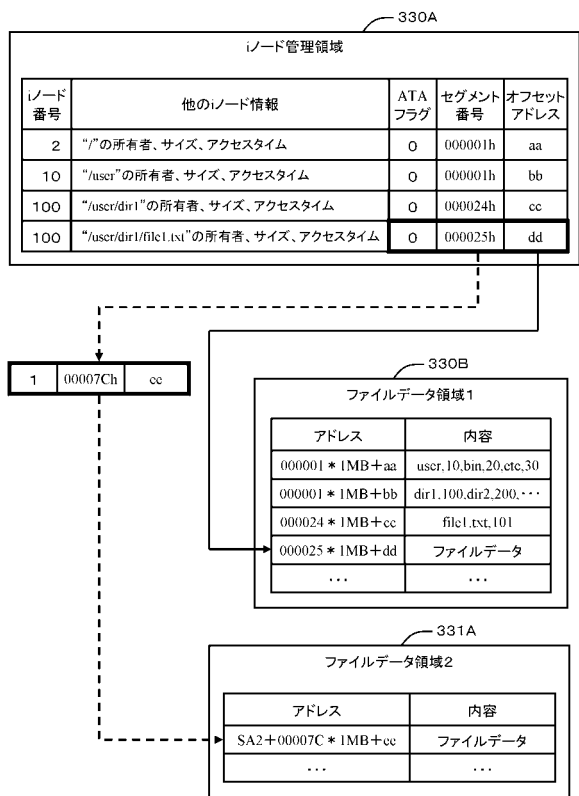 330A
iノード管理領域
iノード番号 他のiノード情報 ATAフラグ セグメント番号 オフセットアドレス
2 “/”の所有者、サイズ、アクセスタイム 0 000001h aa
10 “/user”の所有者、サイズ、アクセスタイム 0 000001h bb
100 “/user/dir1”の所有者、サイズ、アクセスタイム 0 000024h cc
100 “/user/dir1/file1.txt”の所有者、サイズ、アクセスタイム 0 000025h dd
1 00007Ch ee
330B
ファイルデータ領域1
アドレス 内容
000001*1MB+aa user,10,bin,20,etc,30
000001*1MB+bb dir1,100,dir2,200,・・・
000024*1MB+cc file1.txt,101
000025*1MB+dd ファイルデータ
・・・ ・・・
331A
ファイルデータ領域2
アドレス 内容
SA2+00007C*1MB+ee ファイルデータ
・・・ ・・・